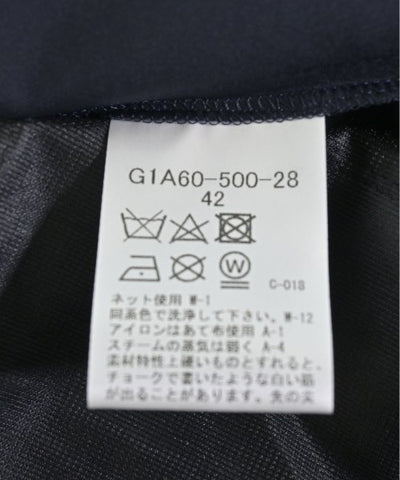 G1A60-500-28
42
W
C-018
ネット使用 W-1
同系色で洗浄して下さい。W-12
アイロンはあて布使用 A-1
スチームの蒸気は弱く A-4
素材特性上硬いものとすれると、
チョークで書いたような白い筋
が出ることがあります。先の尖